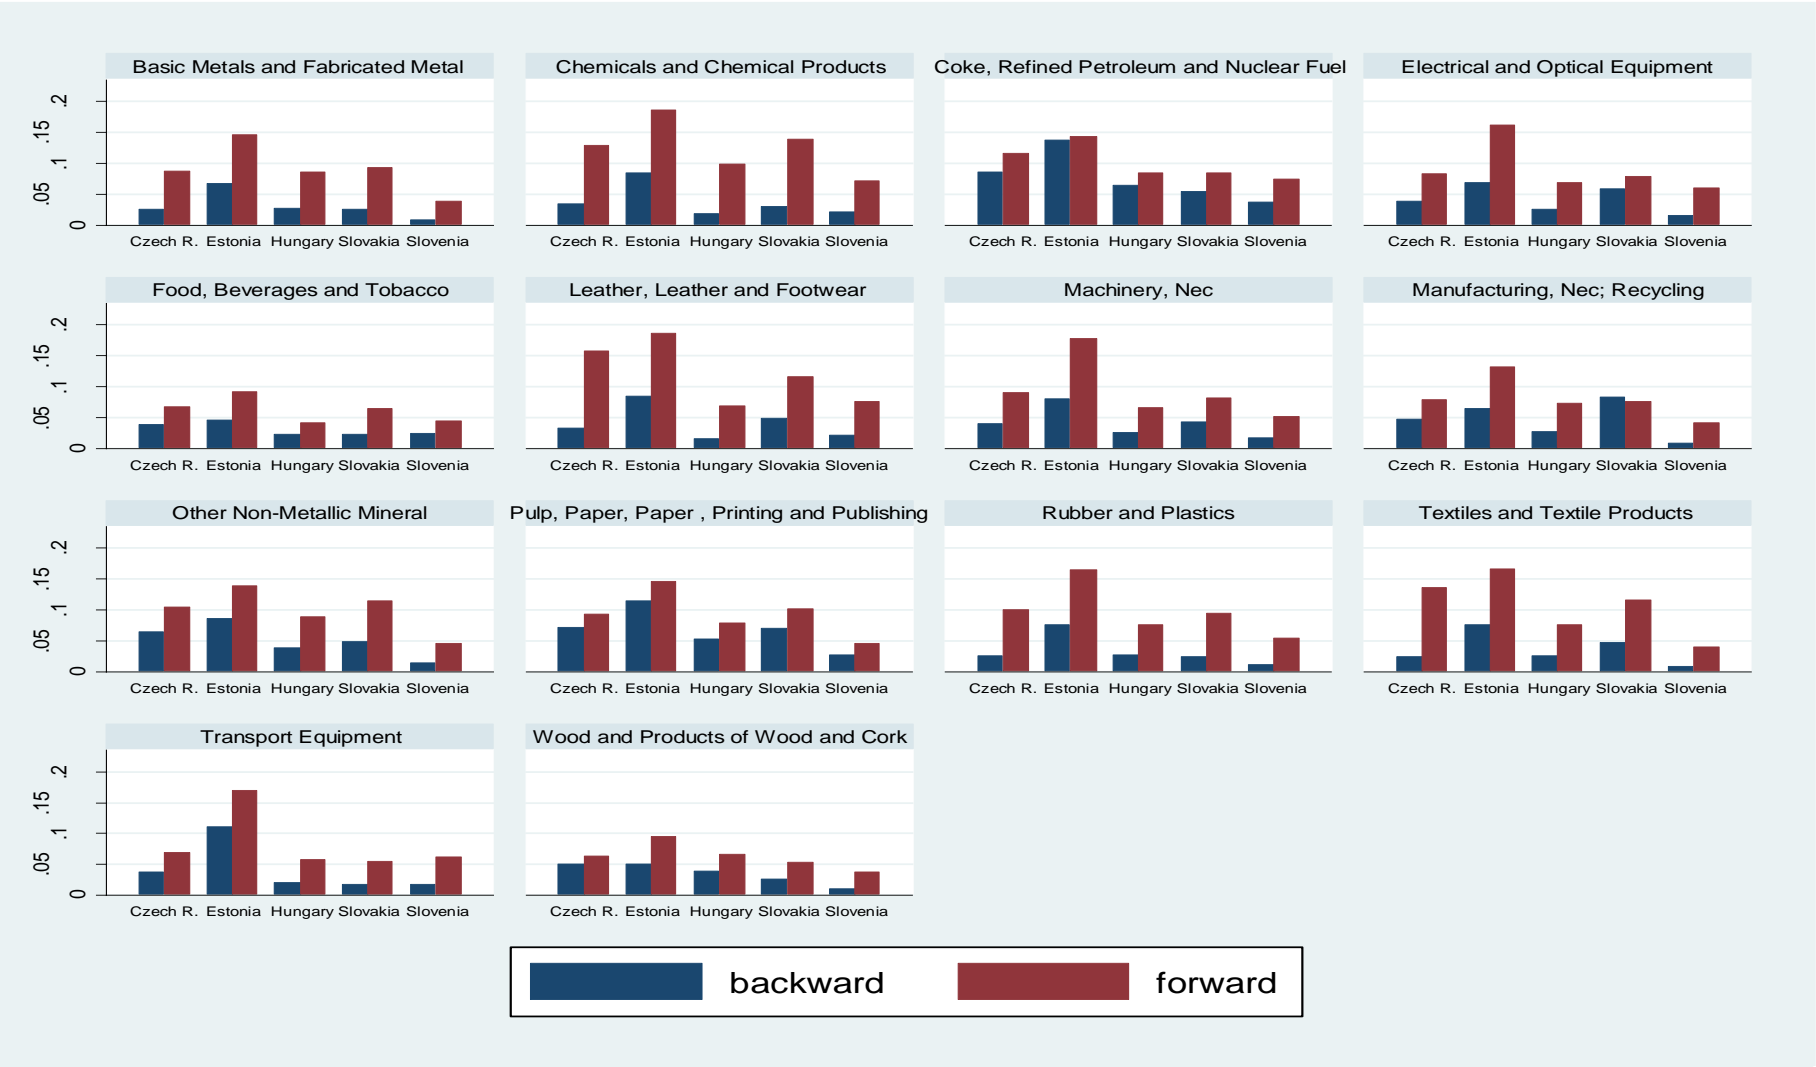 Basic Metals and Fabricated Metal
Chemicals and Chemical Products
Coke, Refined Petroleum and Nuclear Fuel
Electrical and Optical Equipment
0 .05 .1 .15 .2
Czech R. Estonia Hungary Slovakia Slovenia
Czech R. Estonia Hungary Slovakia Slovenia
Czech R. Estonia Hungary Slovakia Slovenia
Czech R. Estonia Hungary Slovakia Slovenia
Food, Beverages and Tobacco
Leather, Leather and Footwear
Machinery, Nec
Manufacturing, Nec; Recycling
0 .05 .1 .15 .2
Czech R. Estonia Hungary Slovakia Slovenia
Czech R. Estonia Hungary Slovakia Slovenia
Czech R. Estonia Hungary Slovakia Slovenia
Czech R. Estonia Hungary Slovakia Slovenia
Other Non-Metallic Mineral
Pulp, Paper, Paper , Printing and Publishing
Rubber and Plastics
Textiles and Textile Products
0 .05 .1 .15 .2
Czech R. Estonia Hungary Slovakia Slovenia
Czech R. Estonia Hungary Slovakia Slovenia
Czech R. Estonia Hungary Slovakia Slovenia
Czech R. Estonia Hungary Slovakia Slovenia
Transport Equipment
Wood and Products of Wood and Cork
0 .05 .1 .15 .2
Czech R. Estonia Hungary Slovakia Slovenia
Czech R. Estonia Hungary Slovakia Slovenia
backward
forward